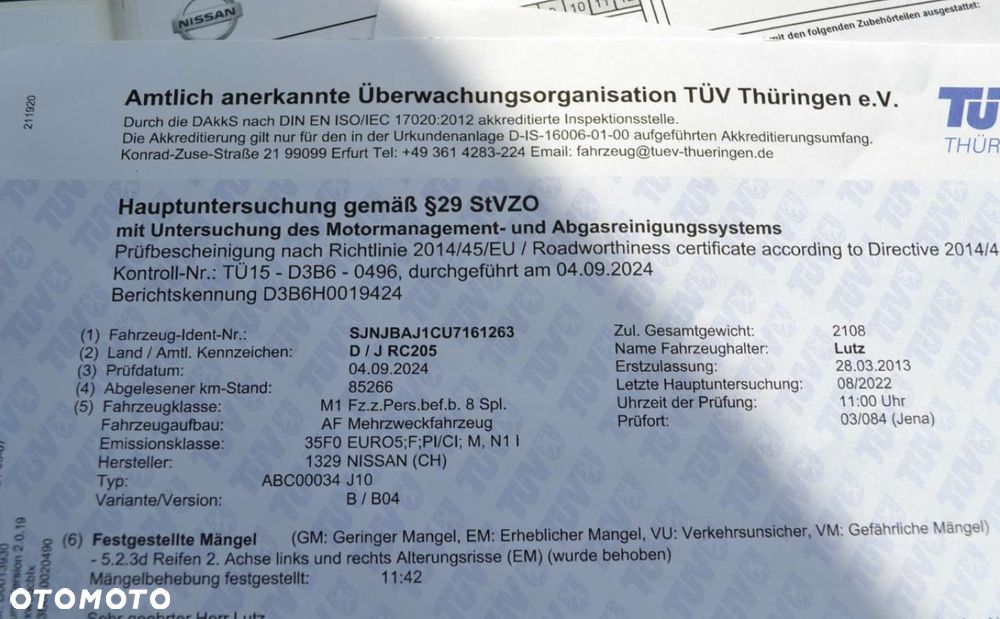 NISSAN
10 11
mit den folgenden Zubehörteilen ausgestattet:
211920
Amtlich anerkannte Überwachungsorganisation TÜV Thüringen e.V.
Durch die DAkkS nach DIN EN ISO/IEC 17020:2012 akkreditierte Inspektionsstelle.
Die Akkreditierung gilt nur für den in der Urkundenanlage D-IS-16006-01-00 aufgeführten Akkreditierungsumfang.
Konrad-Zuse-Straße 21 99099 Erfurt Tel: +49 361 4283-224 Email: fahrzeug@tuev-thueringen.de
TÜ
THÜR
Hauptuntersuchung gemäß §29 StVZO
mit Untersuchung des Motormanagement- und Abgasreinigungssystems
Prüfbescheinigung nach Richtlinie 2014/45/EU / Roadworthiness certificate according to Directive 2014/4
Kontroll-Nr.: TÜ15 - D3B6 - 0496, durchgeführt am 04.09.2024
Berichtskennung D3B6H0019424
(1) Fahrzeug-Ident-Nr.: SJNJBAJ1CU7161263 Zul. Gesamtgewicht: 2108
(2) Land / Amtl. Kennzeichen: D / J RC205 Name Fahrzeughalter: Lutz
(3) Prüfdatum: 04.09.2024 Erstzulassung: 28.03.2013
(4) Abgelesener km-Stand: 85266 Letzte Hauptuntersuchung: 08/2022
(5) Fahrzeugklasse: M1 Fz.z.Pers.bef.b. 8 Spl. Uhrzeit der Prüfung: 11:00 Uhr
Fahrzeugaufbau: AF Mehrzweckfahrzeug Prüfort: 03/084 (Jena)
Emissionsklasse: 35F0 EURO5;F;PI/CI; M, N1 I
Hersteller: 1329 NISSAN (CH)
Typ: ABC00034 J10
Variante/Version: B / B04
(6) Festgestellte Mängel (GM: Geringer Mangel, EM: Erheblicher Mangel, VU: Verkehrsunsicher, VM: Gefährliche Mängel)
- 5.2.3d Reifen 2. Achse links und rechts Alterungsrisse (EM) (wurde behoben)
Mängelbehebung festgestellt: 11:42
Sehr geehrter Herr Lutz
OTOMOTO